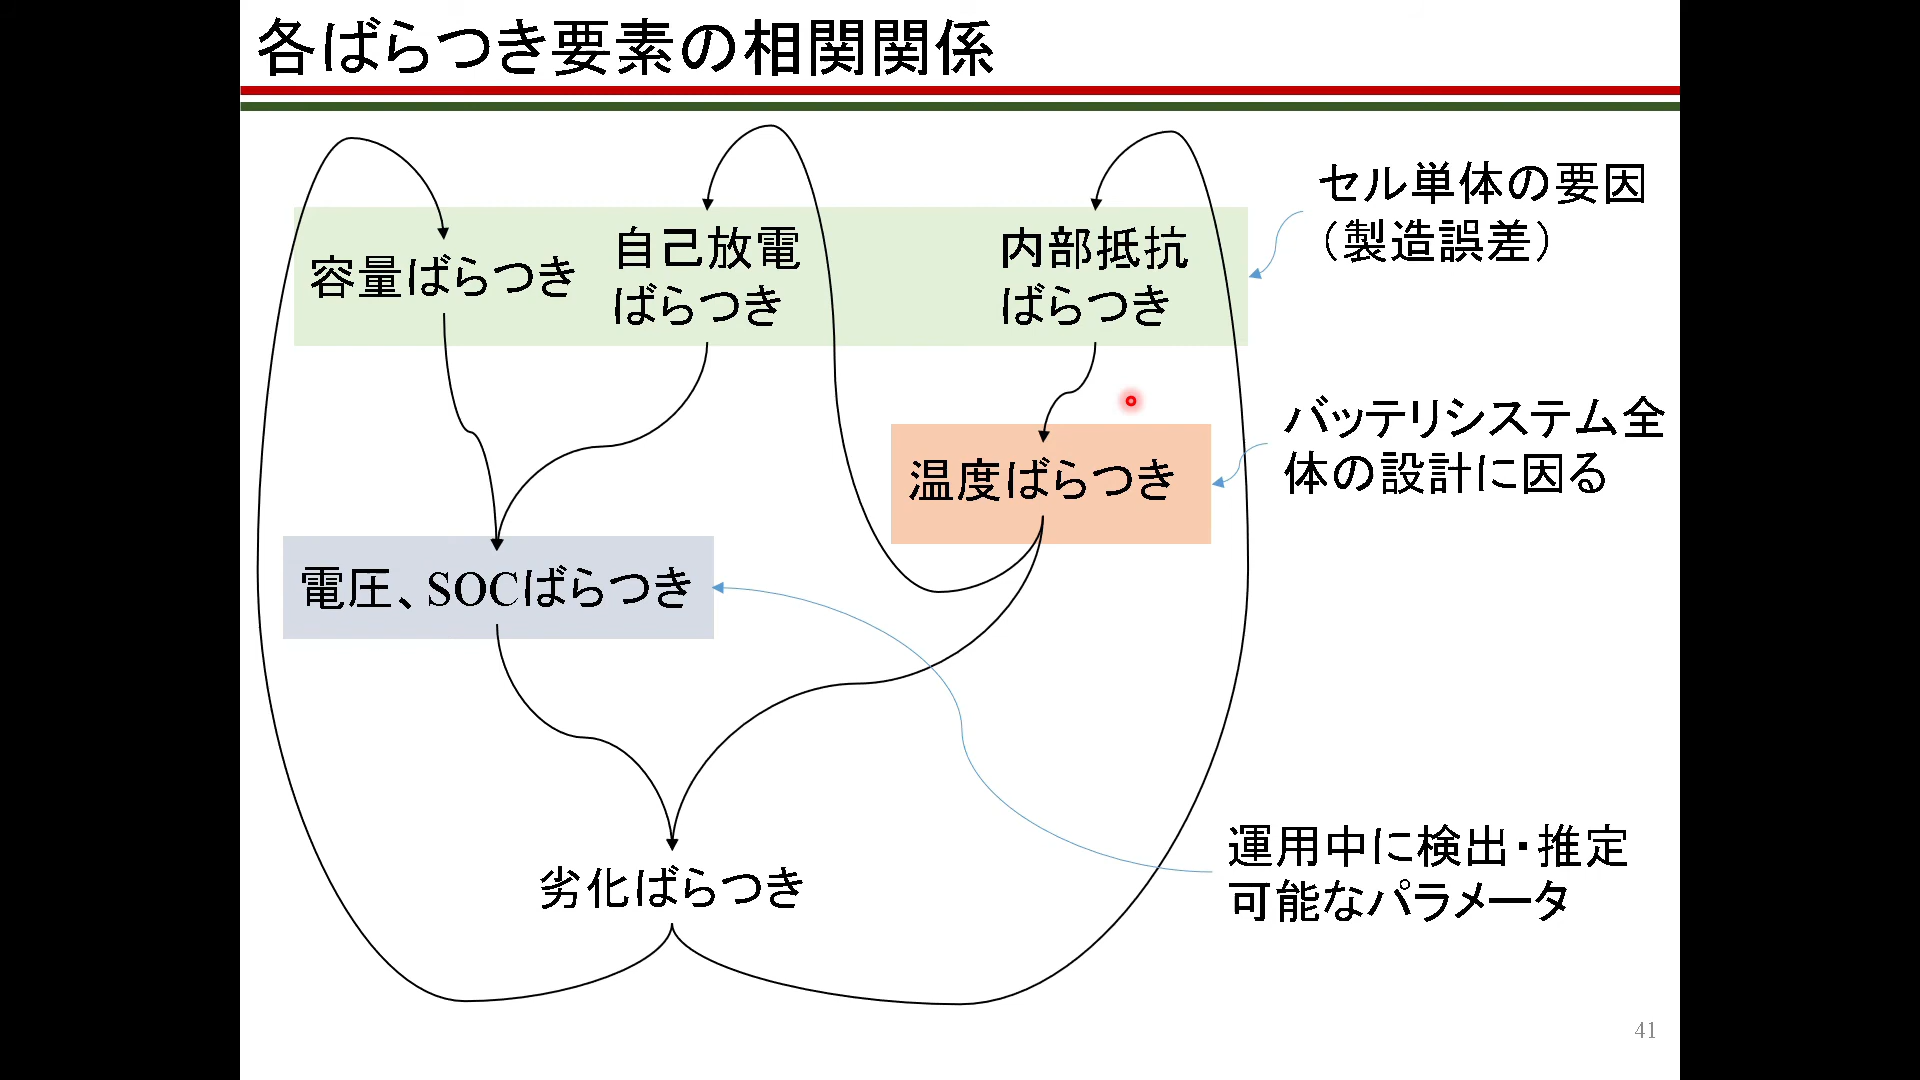 各ばらつき要素の相関関係
セル単体の要因
（製造誤差）
容量ばらつき
自己放電
ばらつき
内部抵抗
ばらつき
バッテリシステム全
体の設計に因る
温度ばらつき
電圧、SOCばらつき
運用中に検出・推定
可能なパラメータ
劣化ばらつき
41